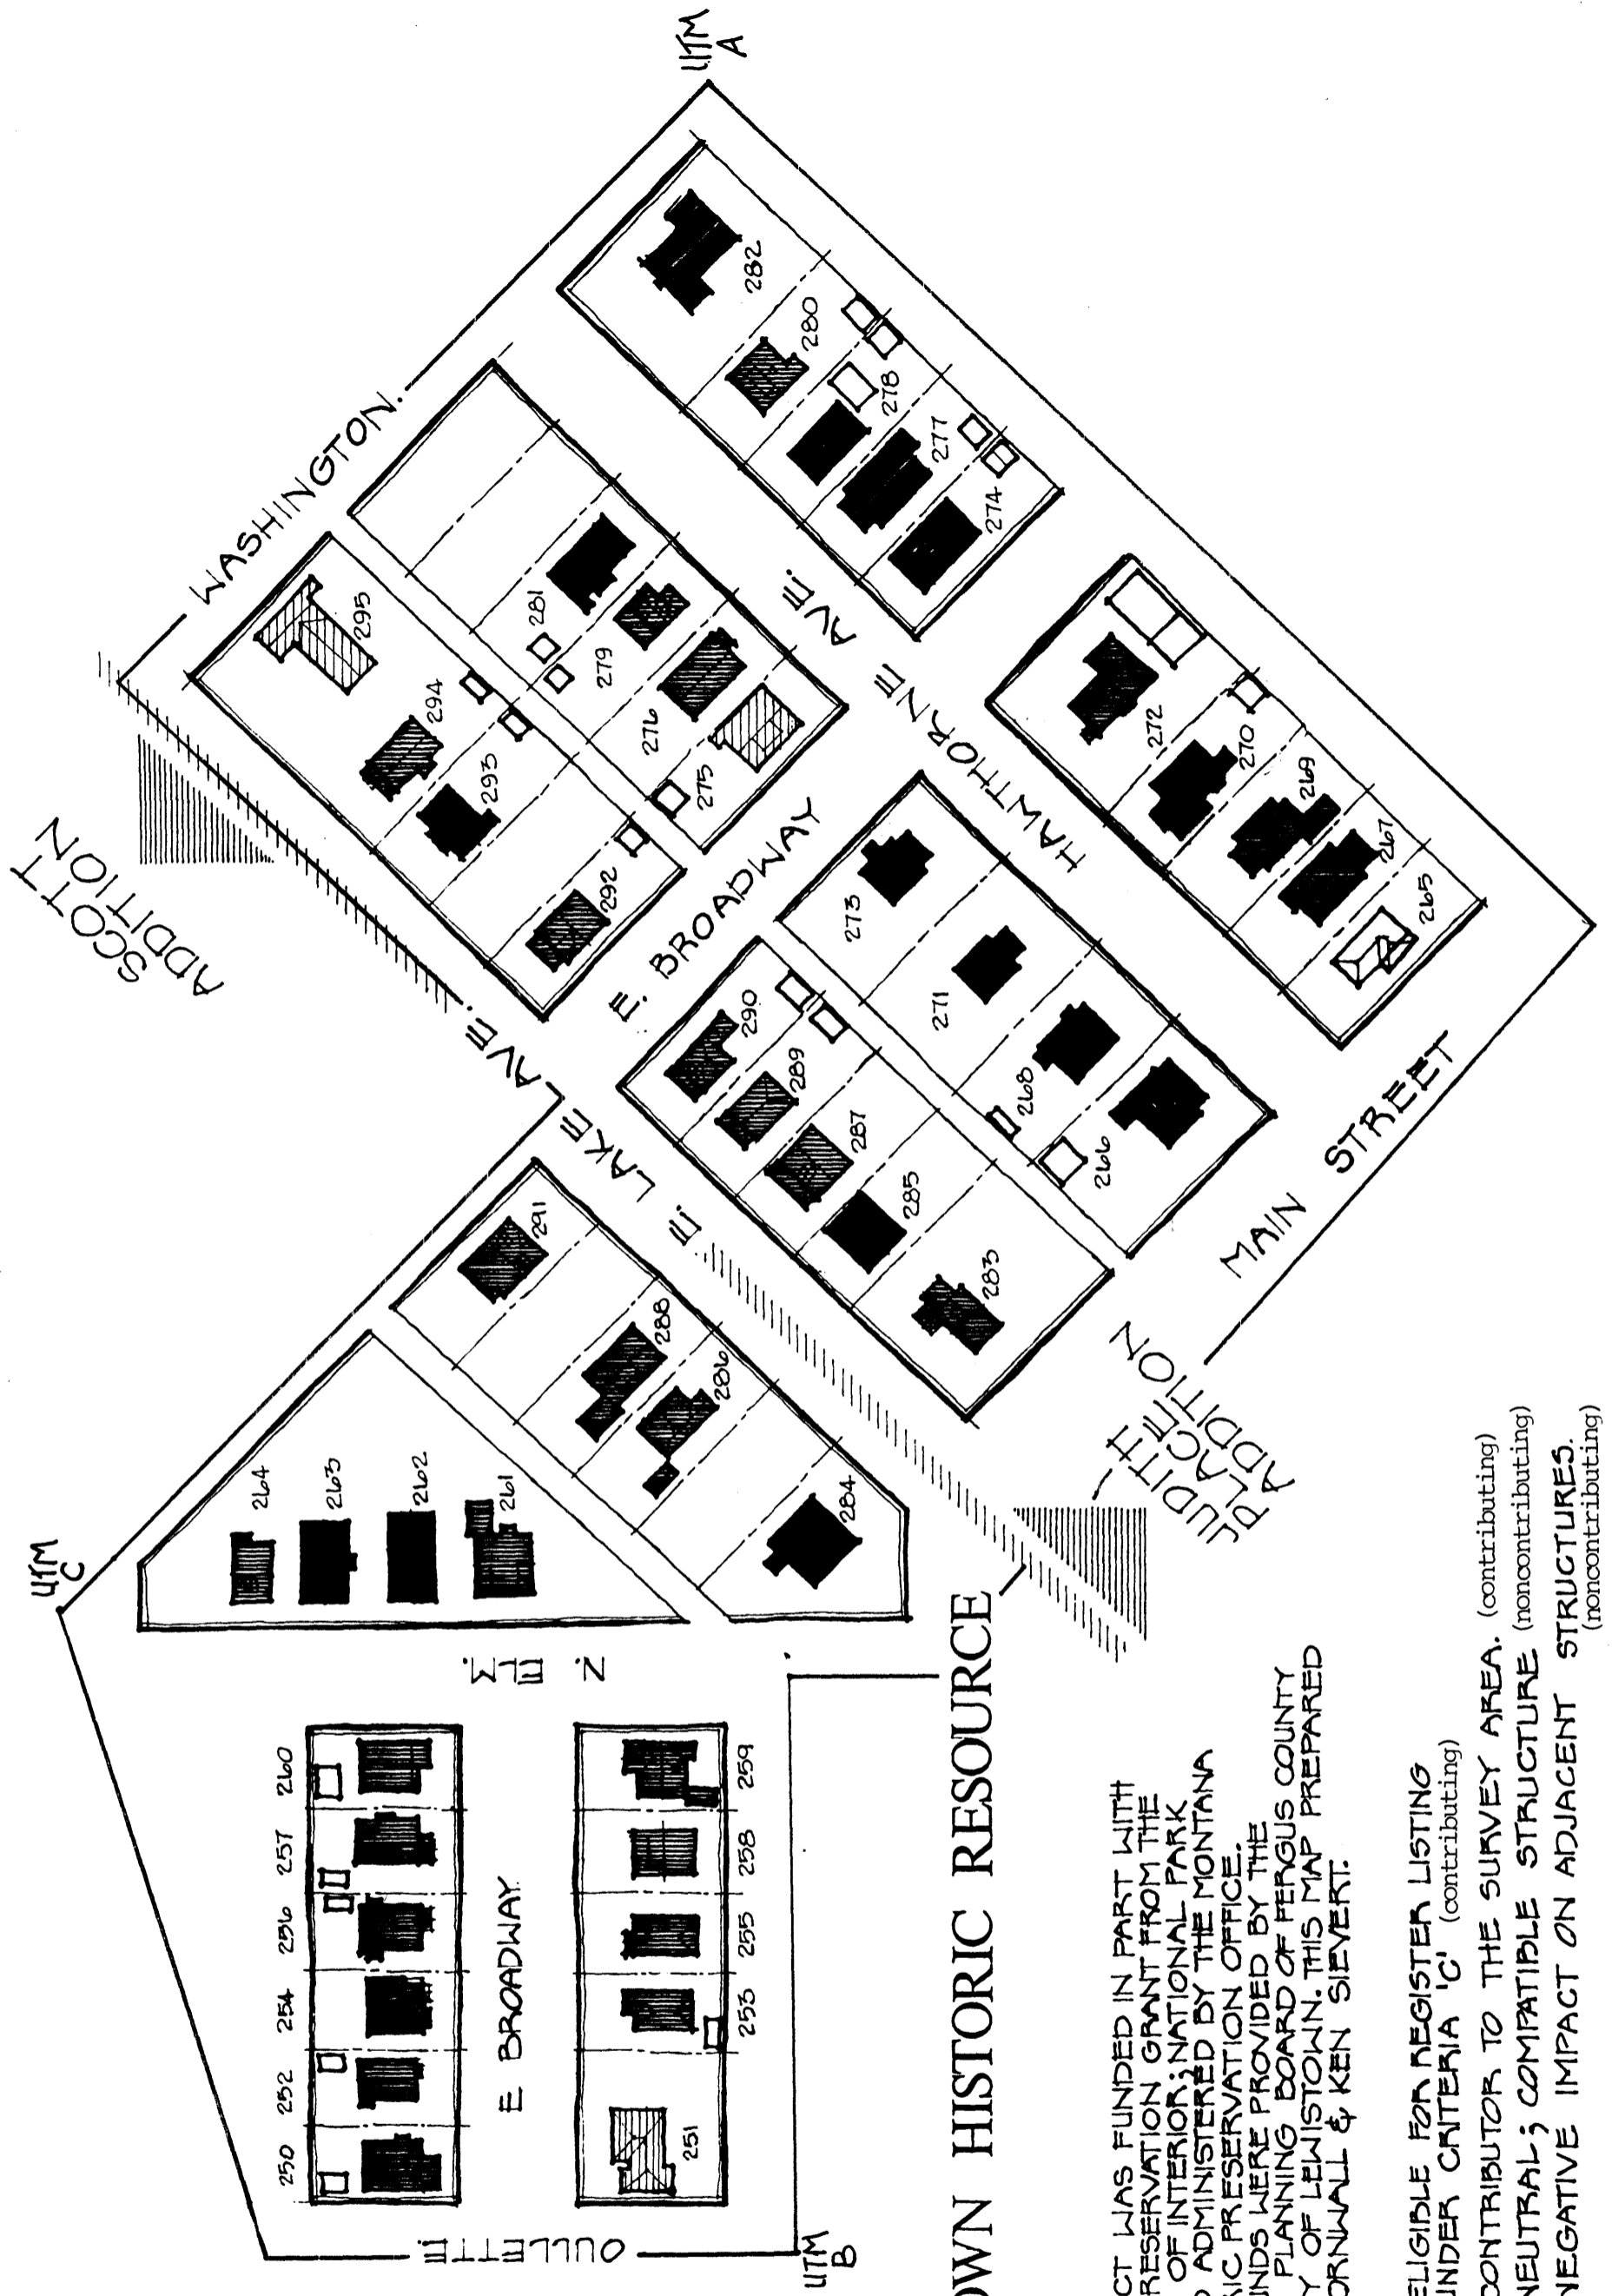 UTM
A
WASHINGTON.
SCOTT
ADDITION
282
280
278
277
274
295
294
293
292
281
279
276
275
HAWTHORNE AVE.
E. BROADWAY
272
270
269
267
265
273
271
268
266
290
289
287
285
283
E. LAKE AVE.
MAIN STREET
JUDITH
PLACE
ADDITION
291
288
286
284
UTM
C
264
263
262
261
N.
E BROADWAY.
250
252
254
256
257
260
251
253
255
258
259
OULLETTE
UTM
B
OWN HISTORIC RESOURCE
CT WAS FUNDED IN PART WITH
RESERVATION GRANT FROM THE
OF INTERIOR; NATIONAL PARK
D ADMINISTERED BY THE MONTANA
RIC PRESERVATION OFFICE.
NDS WERE PROVIDED BY THE
PLANNING BOARD OF FERGUS COUNTY
Y OF LEWISTOWN. THIS MAP PREPARED
ORNWALL & KEN SIEVERT.
ELIGIBLE FOR REGISTER LISTING
UNDER CRITERIA 'C' (contributing)
CONTRIBUTOR TO THE SURVEY AREA. (contributing)
NEUTRAL; COMPATIBLE STRUCTURE (noncontributing)
NEGATIVE IMPACT ON ADJACENT STRUCTURES.
(noncontributing)